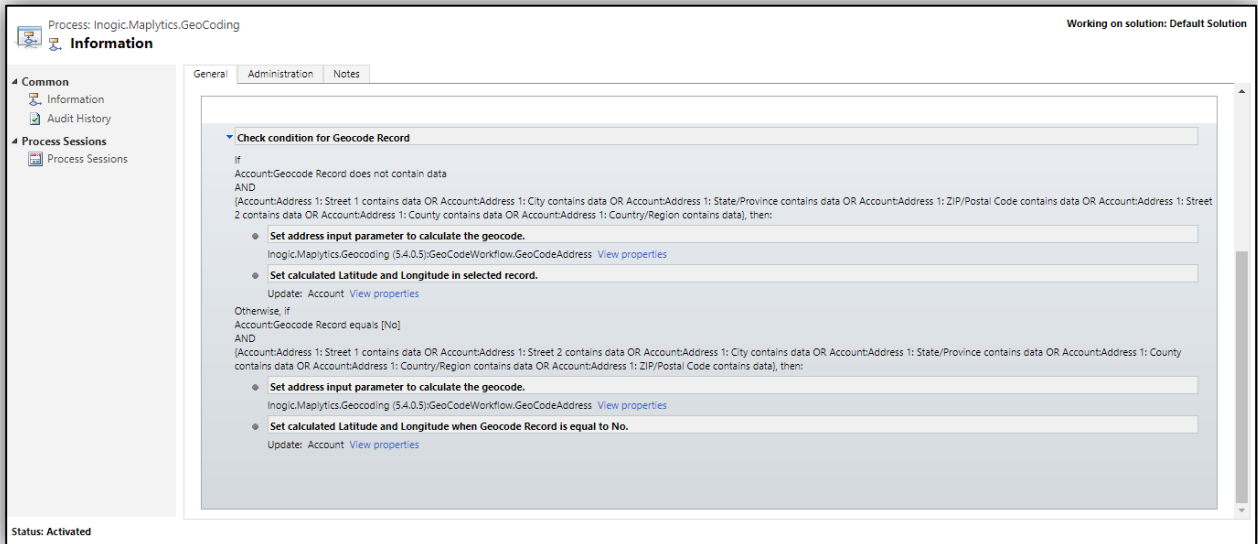 Process: Inogic.Maplytics.GeoCoding
Information
Working on solution: Default Solution
Common
Information
Audit History
Process Sessions
Process Sessions
General Administration Notes
Check condition for Geocode Record
If
Account:Geocode Record does not contain data
AND
{Account:Address 1: Street 1 contains data OR Account:Address 1: City contains data OR Account:Address 1: State/Province contains data OR Account:Address 1: ZIP/Postal Code contains data OR Account:Address 1: Street
2 contains data OR Account:Address 1: County contains data OR Account:Address 1: Country/Region contains data}, then:
Set address input parameter to calculate the geocode.
Inogic.Maplytics.Geocoding (5.4.0.5):GeoCodeWorkflow.GeoCodeAddress View properties
Set calculated Latitude and Longitude in selected record.
Update: Account View properties
Otherwise, if
Account:Geocode Record equals [No]
AND
{Account:Address 1: Street 1 contains data OR Account:Address 1: Street 2 contains data OR Account:Address 1: City contains data OR Account:Address 1: State/Province contains data OR Account:Address 1: County
contains data OR Account:Address 1: Country/Region contains data OR Account:Address 1: ZIP/Postal Code contains data}, then:
Set address input parameter to calculate the geocode.
Inogic.Maplytics.Geocoding (5.4.0.5):GeoCodeWorkflow.GeoCodeAddress View properties
Set calculated Latitude and Longitude when Geocode Record is equal to No.
Update: Account View properties
Status: Activated